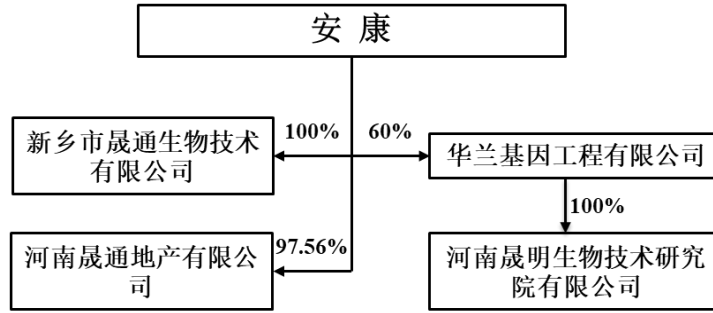 安 康
100%
60%
新乡市晟通生物技术
有限公司
华兰基因工程有限公司
100%
97.56%
河南晟通地产有限公
司
河南晟明生物技术研究
院有限公司